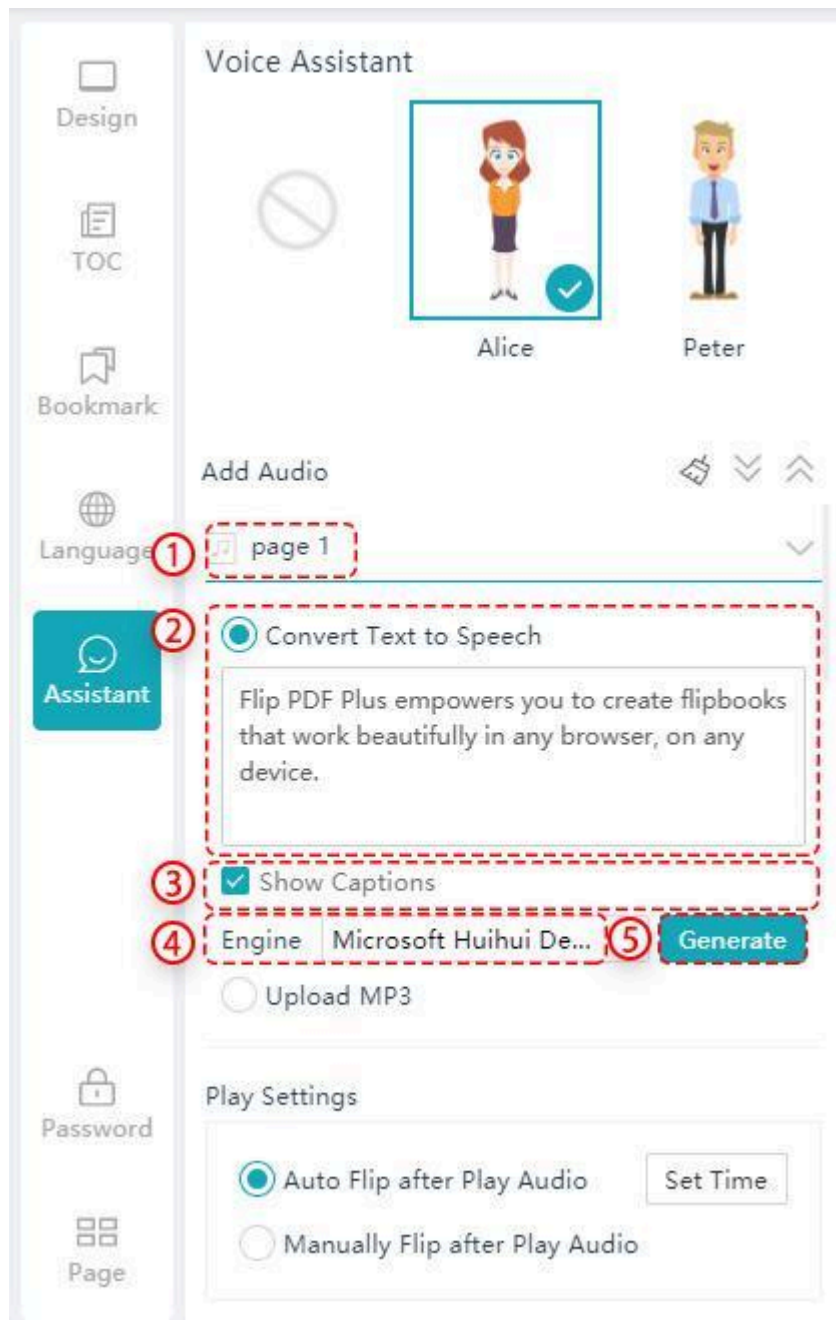 Design
TOC
Bookmark
Language
Assistant
Password
Page
Voice Assistant
Alice
Peter
Add Audio
① page 1
② Convert Text to Speech
Flip PDF Plus empowers you to create flipbooks
that work beautifully in any browser, on any
device.
③ Show Captions
④ Engine Microsoft Huihui De... ⑤ Generate
Upload MP3
Play Settings
Auto Flip after Play Audio Set Time
Manually Flip after Play Audio